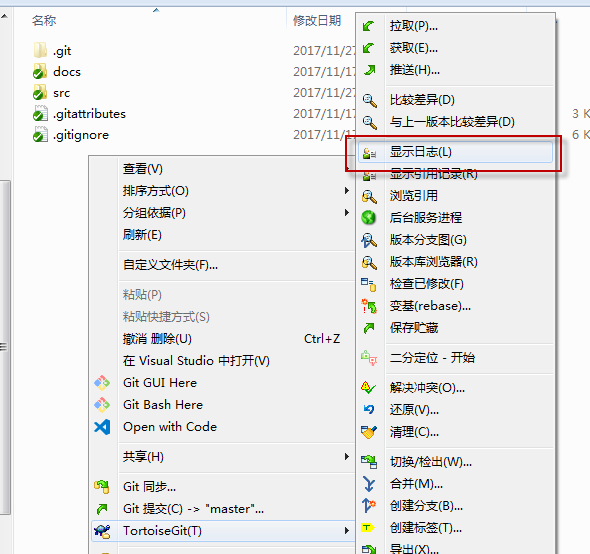 名称
修改日期
.git
2017/11/27
docs
2017/11/17
src
2017/11/27
.gitattributes
2017/11/17
3 K
.gitignore
2017/11/17
6 K
查看(V)
排序方式(O)
分组依据(P)
刷新(E)
自定义文件夹(F)...
粘贴(P)
粘贴快捷方式(S)
撤消 删除(U)
Ctrl+Z
在 Visual Studio 中打开(V)
Git GUI Here
Git Bash Here
Open with Code
共享(H)
Git 同步...
Git 提交(C) -> "master"...
TortoiseGit(T)
拉取(P)...
获取(E)...
推送(H)...
比较差异(D)
与上一版本比较差异(D)
显示日志(L)
显示引用记录(R)
浏览引用
后台服务进程
版本分支图(G)
版本库浏览器(R)
检查已修改(F)
变基(rebase)...
保存贮藏
二分定位 - 开始
解决冲突(O)...
还原(V)...
清理(C)...
切换/检出(W)...
合并(M)...
创建分支(B)...
创建标签(T)...
导出(X)...